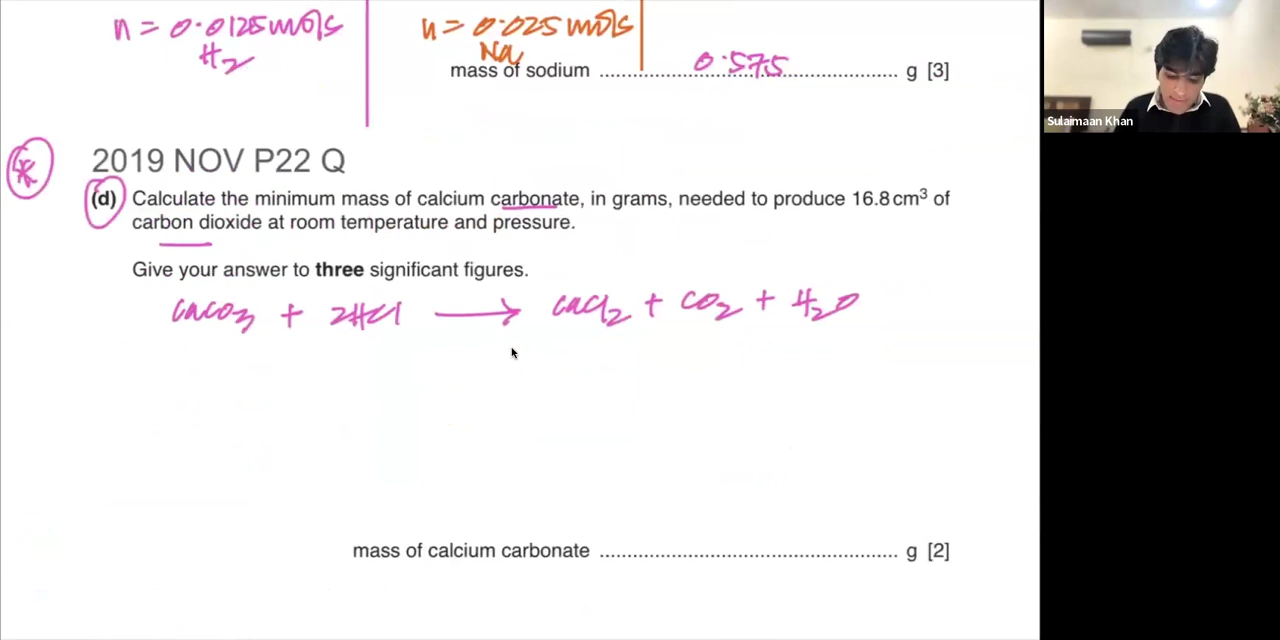 n = 0.0125 mols
H₂
n = 0.025 mols
Na
mass of sodium ........ 0.575 ........ g [3]
Sulaimaan Khan
*
2019 NOV P22 Q
(d) Calculate the minimum mass of calcium carbonate, in grams, needed to produce 16.8 cm³ of
carbon dioxide at room temperature and pressure.
Give your answer to three significant figures.
CaCO₃ + 2HCl ⟶ CaCl₂ + CO₂ + H₂O
mass of calcium carbonate ................ g [2]